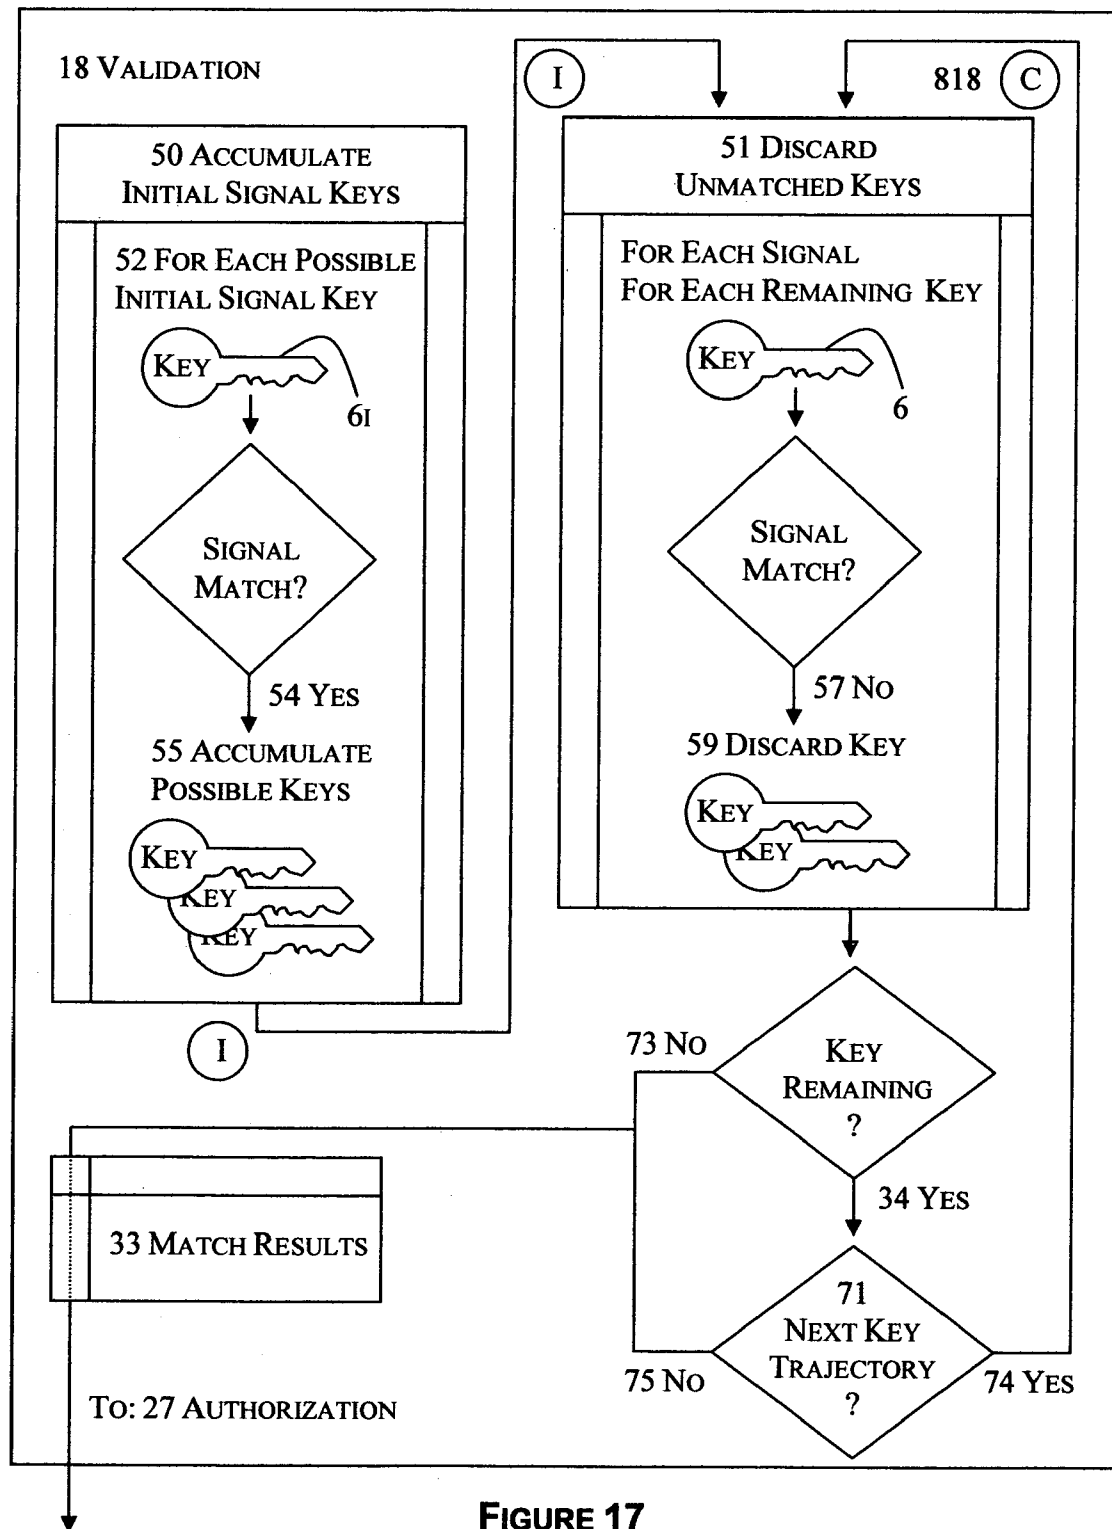 18 VALIDATION
50 ACCUMULATE
INITIAL SIGNAL KEYS
52 FOR EACH POSSIBLE
INITIAL SIGNAL KEY
KEY
6I
SIGNAL
MATCH?
54 YES
55 ACCUMULATE
POSSIBLE KEYS
KEY
KEY
KEY
I
I
818
C
51 DISCARD
UNMATCHED KEYS
FOR EACH SIGNAL
FOR EACH REMAINING KEY
KEY
6
SIGNAL
MATCH?
57 NO
59 DISCARD KEY
KEY
KEY
73 NO
KEY
REMAINING
?
34 YES
33 MATCH RESULTS
71
NEXT KEY
TRAJECTORY
?
75 NO
74 YES
TO: 27 AUTHORIZATION
FIGURE 17